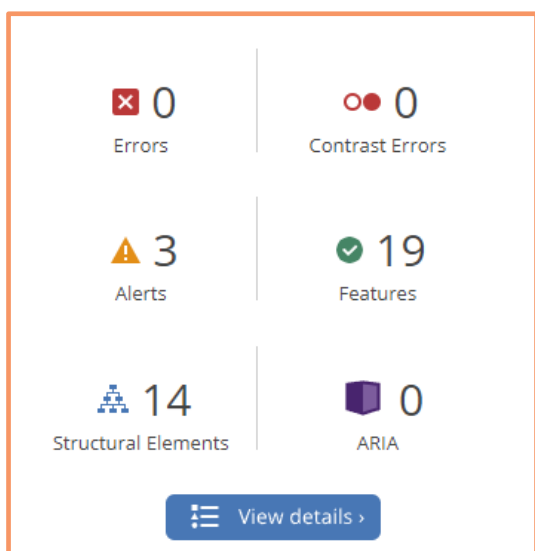 0
Errors
0
Contrast Errors
3
Alerts
19
Features
14
Structural Elements
0
ARIA
View details ›